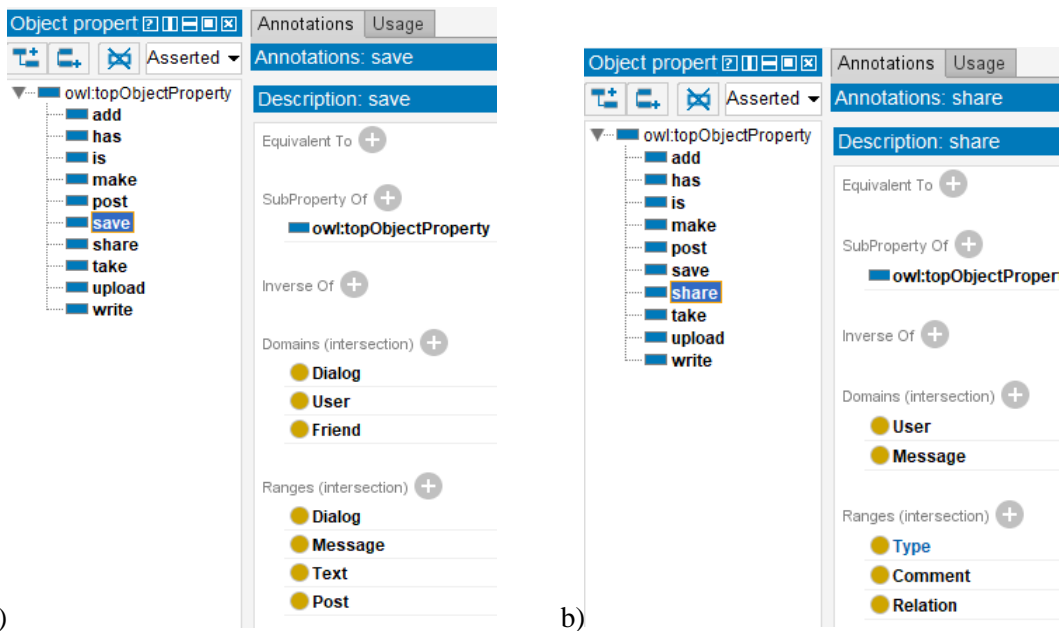 Object propert
Asserted
owl:topObjectProperty
add
has
is
make
post
save
share
take
upload
write
Annotations Usage
Annotations: save
Description: save
Equivalent To
SubProperty Of
owl:topObjectProperty
Inverse Of
Domains (intersection)
Dialog
User
Friend
Ranges (intersection)
Dialog
Message
Text
Post
)
Object propert
Asserted
owl:topObjectProperty
add
has
is
make
post
save
share
take
upload
write
Annotations Usage
Annotations: share
Description: share
Equivalent To
SubProperty Of
owl:topObjectPropert
Inverse Of
Domains (intersection)
User
Message
Ranges (intersection)
Type
Comment
Relation
b)